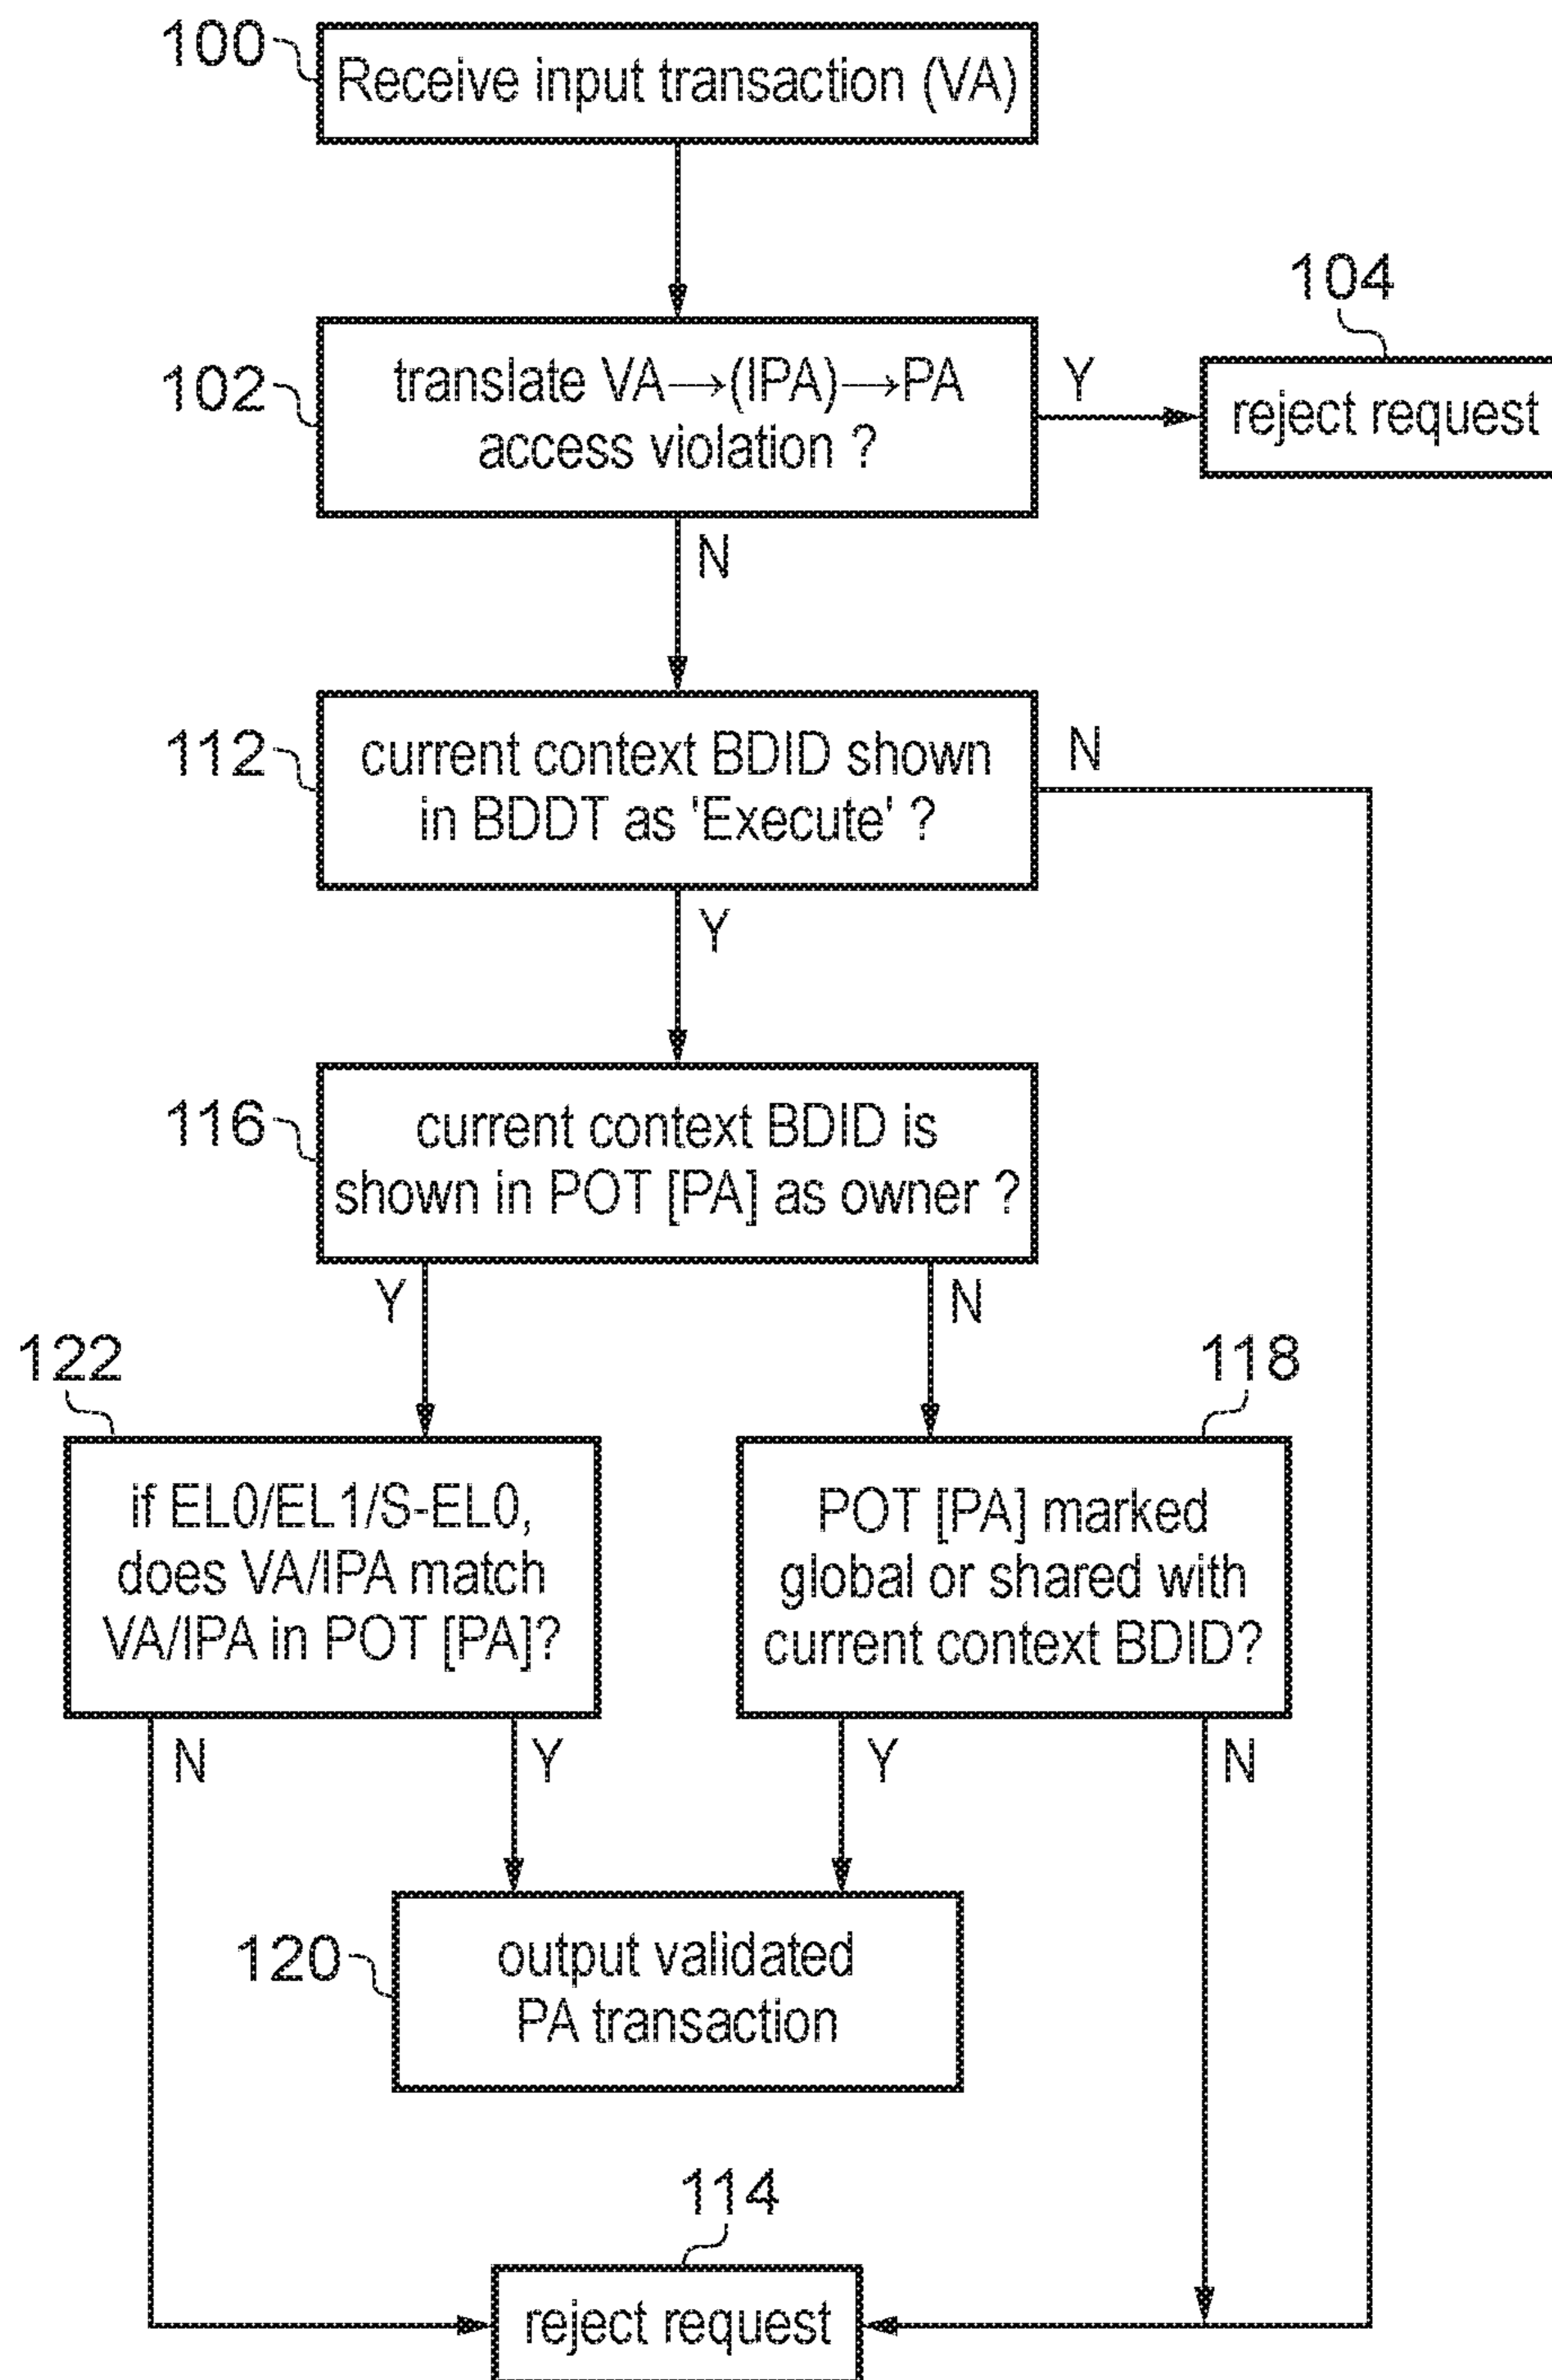 100
Receive input transaction (VA)
104
102
translate VA→(IPA)→PA
access violation ?
Y
reject request
N
112
current context BDID shown
in BDDT as 'Execute' ?
N
Y
116
current context BDID is
shown in POT [PA] as owner ?
Y
N
122
118
if EL0/EL1/S-EL0,
does VA/IPA match
VA/IPA in POT [PA]?
POT [PA] marked
global or shared with
current context BDID?
N
Y
Y
N
120
output validated
PA transaction
114
reject request